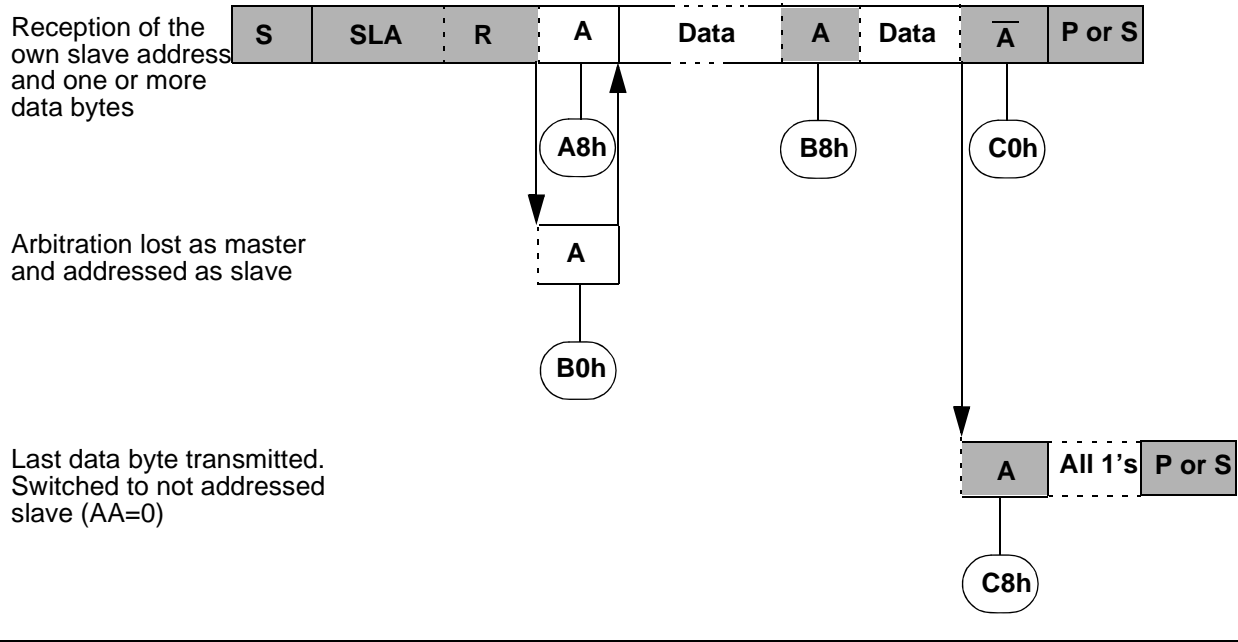 Reception of the
own slave address
and one or more
data bytes
S SLA R A Data A Data A̅ P or S
A8h B8h C0h
Arbitration lost as master
and addressed as slave
A
B0h
Last data byte transmitted.
Switched to not addressed
slave (AA=0)
A All 1’s P or S
C8h